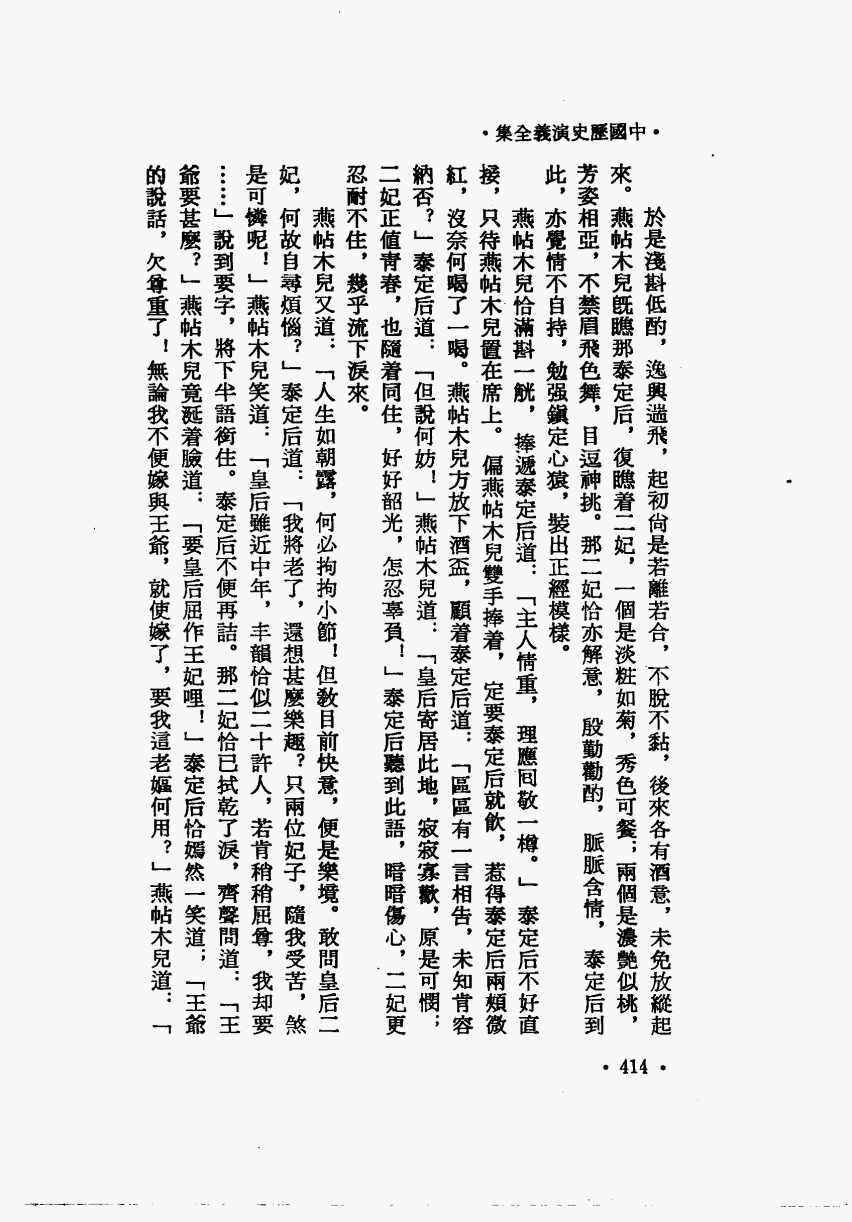 •中國歷史演義全集•
於是淺斟低酌，逸興遄飛，起初尙是若離若合，不脫不黏，後來各有酒意，未免放縱起
來。燕帖木兒旣瞧那泰定后，復瞧着二妃，一個是淡粧如菊，秀色可餐；兩個是濃艷似桃，
芳姿相亞，不禁眉飛色舞，目逗神挑。那二妃恰亦解意，殷勤勸酌，脈脈含情，泰定后到
此，亦覺情不自持，勉强鎭定心猿，裝出正經模樣。
燕帖木兒恰滿斟一觥，捧遞泰定后道：「主人情重，理應囘敬一樽。」泰定后不好直
接，只待燕帖木兒置在席上。偏燕帖木兒雙手捧着，定要泰定后就飮，惹得泰定后兩頰微
紅，沒奈何喝了一喝。燕帖木兒方放下酒盃，顧着泰定后道：「區區有一言相告，未知肯容
納否？」泰定后道：「但說何妨！」燕帖木兒道：「皇后寄居此地，寂寂寡歡，原是可憫；
二妃正值靑春，也隨着同住，好好韶光，怎忍辜負！」泰定后聽到此語，暗暗傷心，二妃更
忍耐不住，幾乎流下淚來。
燕帖木兒又道：「人生如朝露，何必拘拘小節！但敎目前快意，便是樂境。敢問皇后二
妃，何故自尋煩惱？」泰定后道：「我將老了，還想甚麽樂趣？只兩位妃子，隨我受苦，煞
是可憐呢！」燕帖木兒笑道：「皇后雖近中年，丰韻恰似二十許人，若肯稍稍屈尊，我却要
……」說到要字，將下半語銜住。泰定后不便再詰。那二妃恰已拭乾了淚，齊聲問道：「王
爺要甚麽？」燕帖木兒竟涎着臉道：「要皇后屈作王妃哩！」泰定后恰嫣然一笑道；「王爺
的說話，欠尊重了！無論我不便嫁與王爺，就使嫁了，要我這老嫗何用？」燕帖木兒道：「
•414•